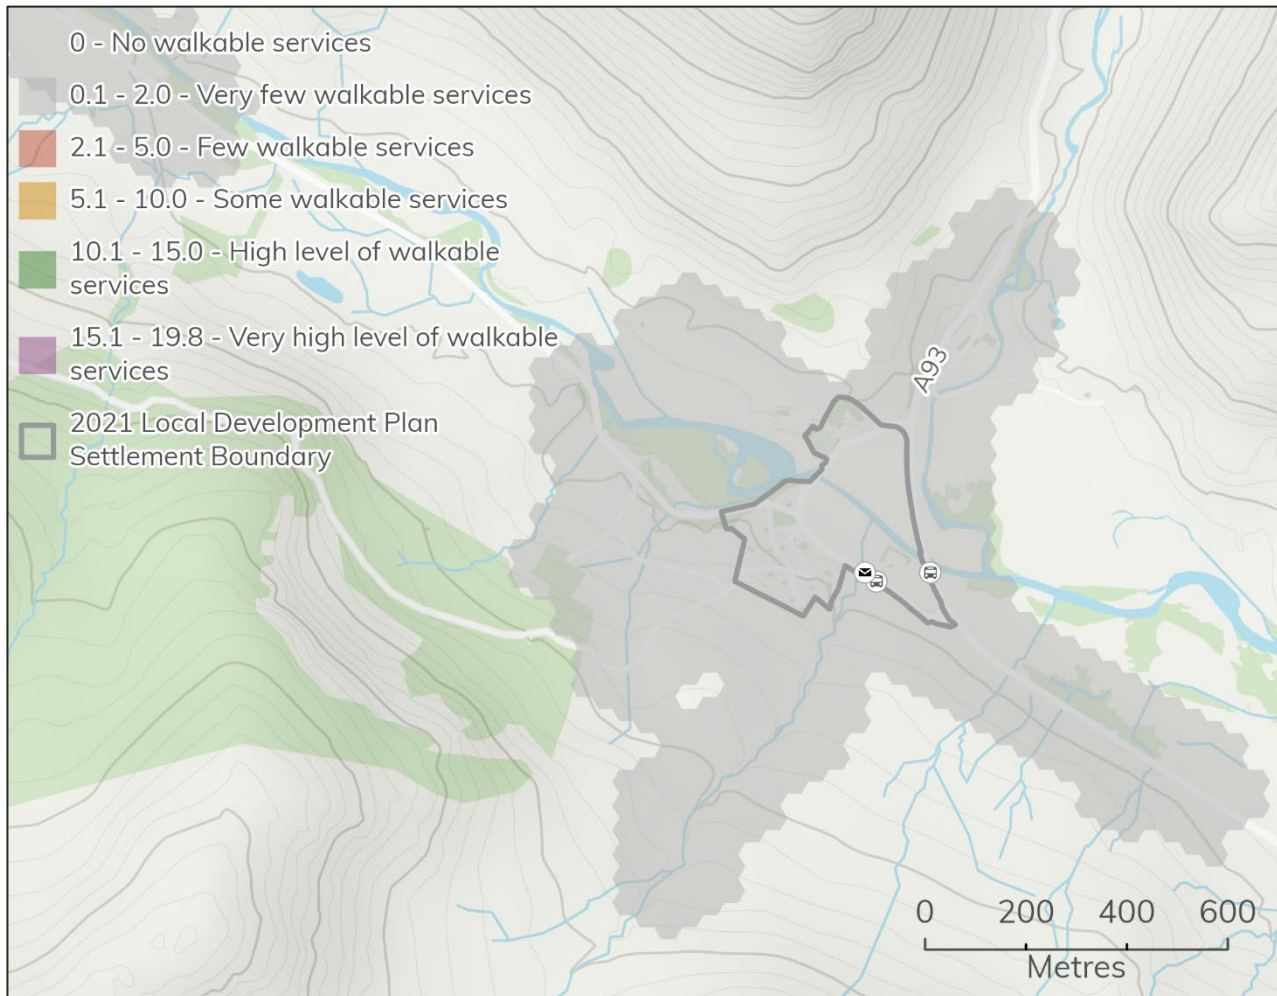 0 - No walkable services
0.1 - 2.0 - Very few walkable services
2.1 - 5.0 - Few walkable services
5.1 - 10.0 - Some walkable services
10.1 - 15.0 - High level of walkable
services
15.1 - 19.8 - Very high level of walkable
services
2021 Local Development Plan
Settlement Boundary
A93
0 200 400 600
Metres